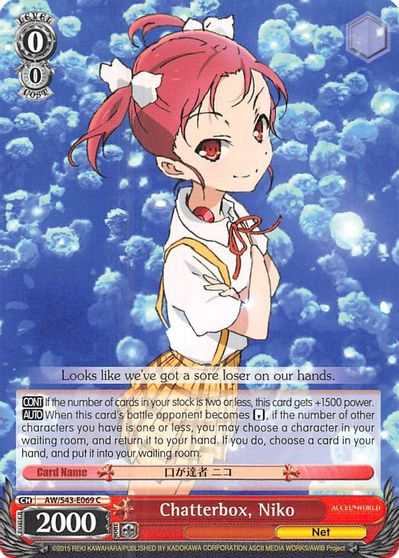 LEVEL
0
0
COST
Looks like we've got a sore loser on our hands.
CONT If the number of cards in your stock is two or less, this card gets +1500 power.
AUTO When this card's battle opponent becomes [ ], if the number of other
characters you have is one or less, you may choose a character in your
waiting room, and return it to your hand. If you do, choose a card in your
hand, and put it into your waiting room.
Card Name
口が達者 ニコ
CH AW/S43-E069 C
Chatterbox, Niko
ACCEL WORLD
POWER
2000
SOUL
Net
©2015 REKI KAWAHARA/PUBLISHED BY KADOKAWA CORPORATION ASCII MEDIA WORKS/AWIB Project